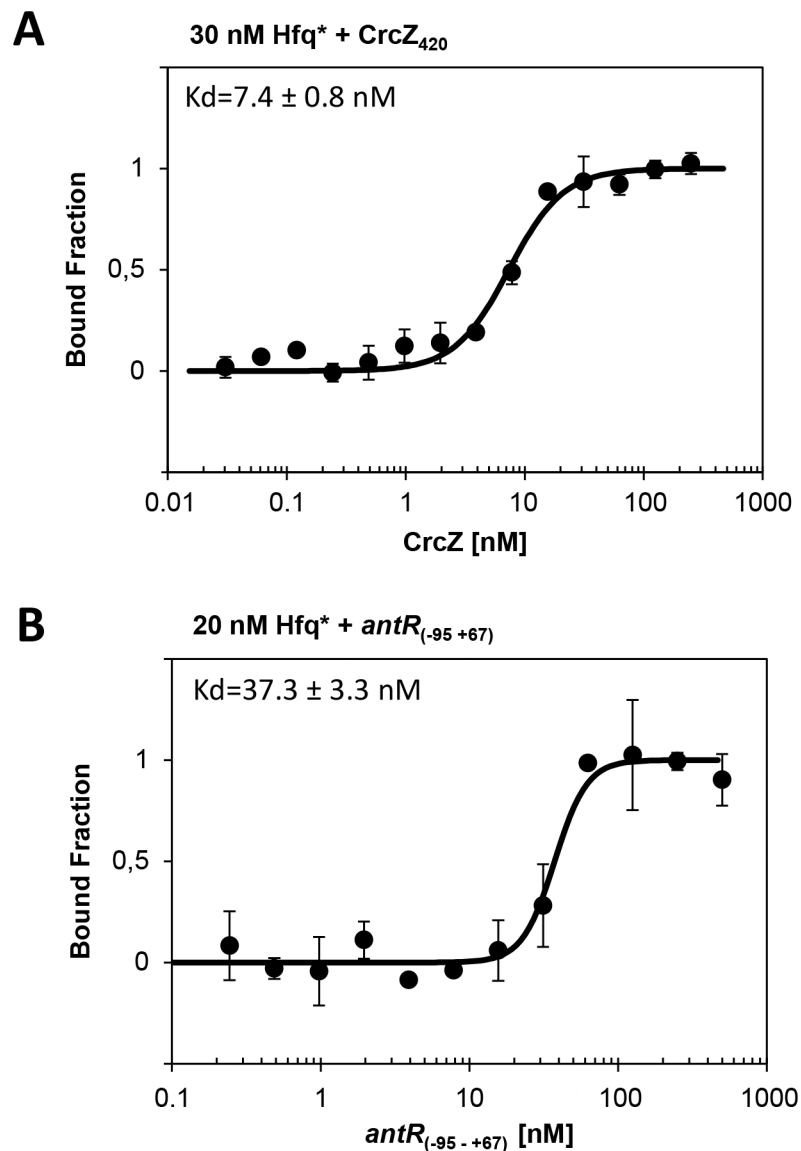 A
30 nM Hfq* + CrcZ420
Kd=7.4 ± 0.8 nM
Bound Fraction
1
0,5
0
0.01 0.1 1 10 100 1000
CrcZ [nM]
B
20 nM Hfq* + antR(-95 +67)
Kd=37.3 ± 3.3 nM
Bound Fraction
1
0,5
0
0.1 1 10 100 1000
antR(-95 - +67) [nM]